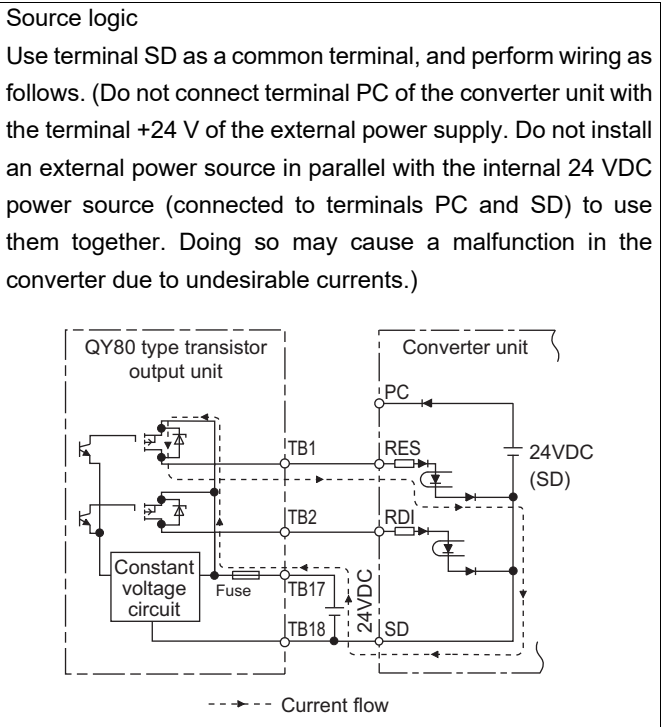 Source logic
Use terminal SD as a common terminal, and perform wiring as
follows. (Do not connect terminal PC of the converter unit with
the terminal +24 V of the external power supply. Do not install
an external power source in parallel with the internal 24 VDC
power source (connected to terminals PC and SD) to use
them together. Doing so may cause a malfunction in the
converter due to undesirable currents.)
QY80 type transistor
output unit
Converter unit
PC
TB1
RES
24VDC
(SD)
TB2
RDI
Constant
voltage
circuit
Fuse
TB17
24VDC
TB18
SD
Current flow